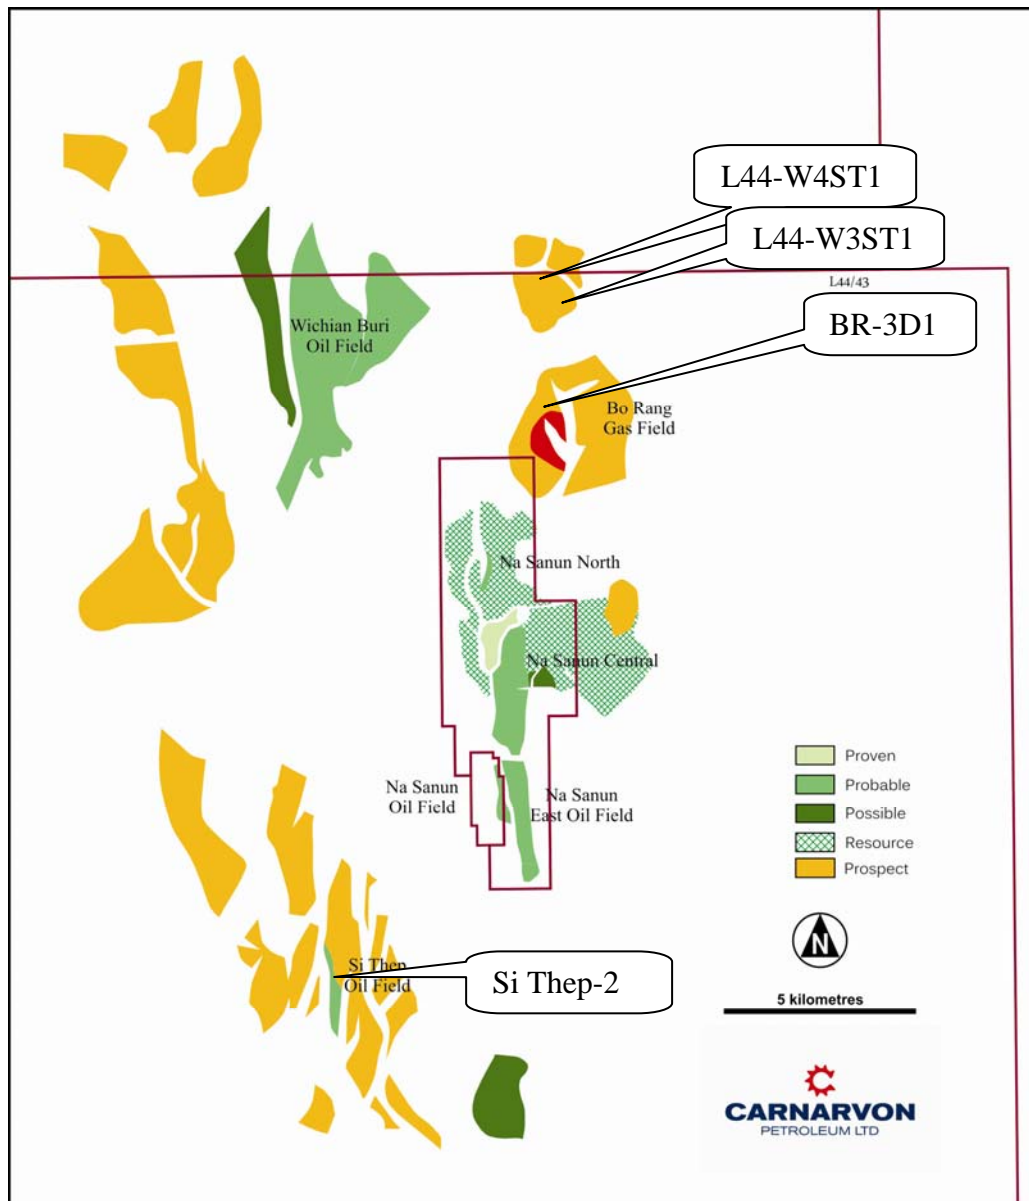 L44-W4ST1
L44-W3ST1
L44/43
BR-3D1
Wichian Buri
Oil Field
Bo Rang
Gas Field
Na Sanun North
Na Sanun Central
Na Sanun
Oil Field
Na Sanun
East Oil Field
Proven
Probable
Possible
Resource
Prospect
N
Si Thep
Oil Field
Si Thep-2
5 kilometres
CARNARVON
PETROLEUM LTD